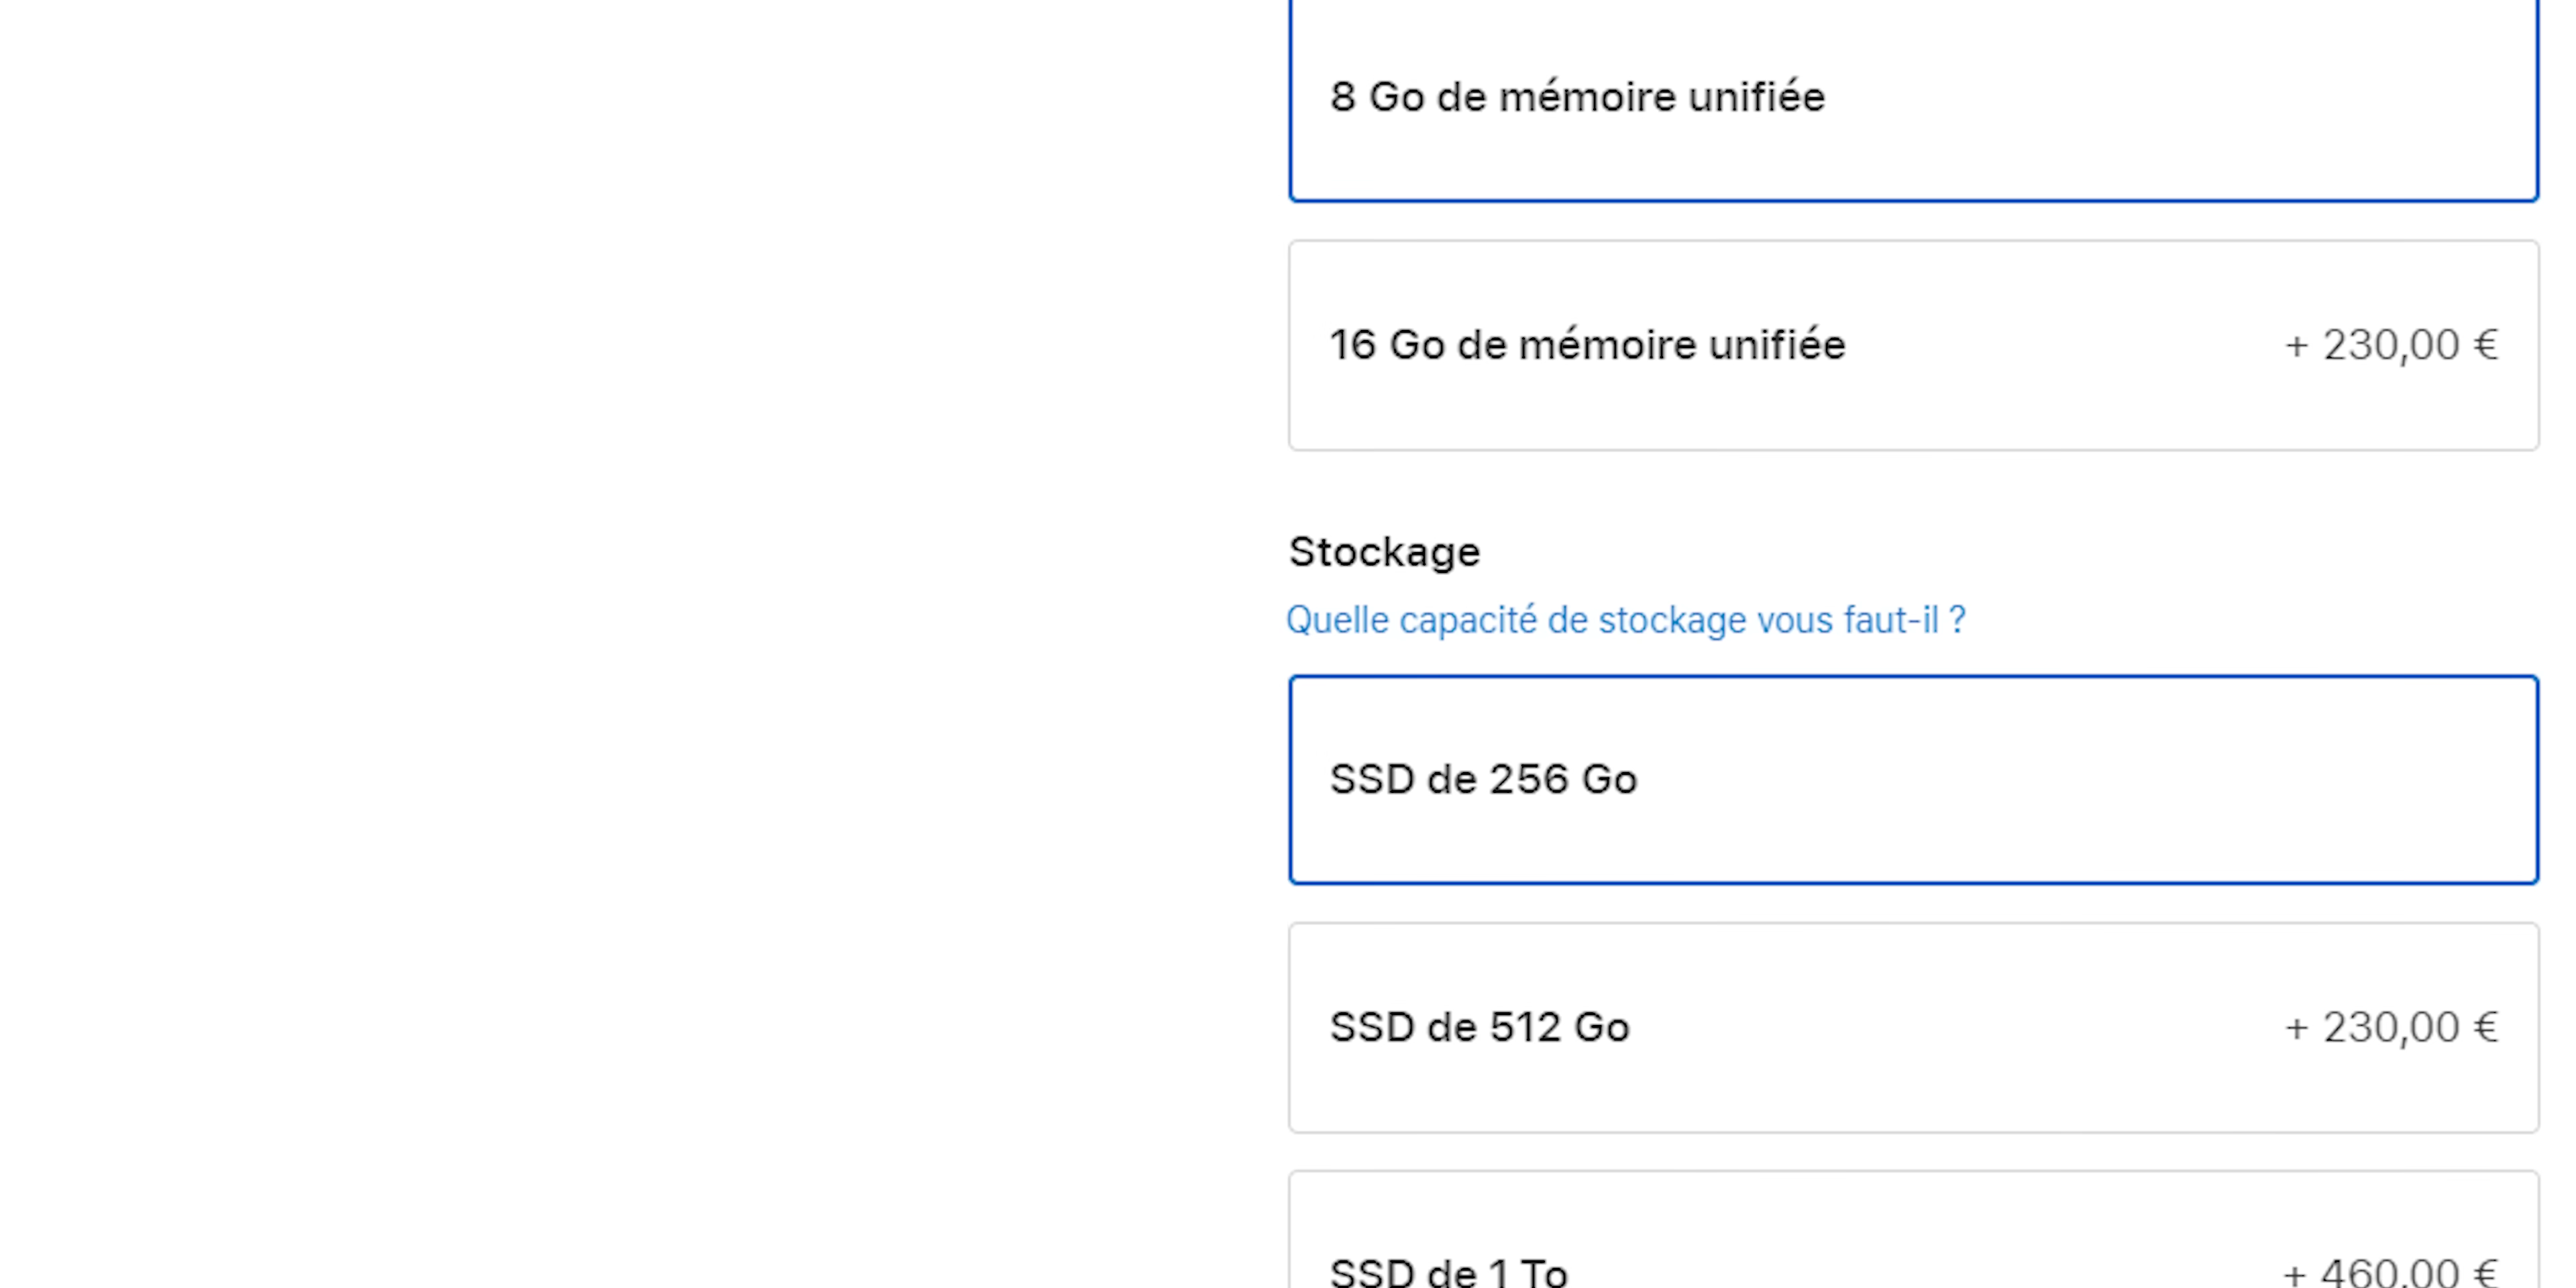 8 Go de mémoire unifiée
16 Go de mémoire unifiée + 230,00 €
Stockage
Quelle capacité de stockage vous faut-il ?
SSD de 256 Go
SSD de 512 Go + 230,00 €
SSD de 1 To + 460,00 €